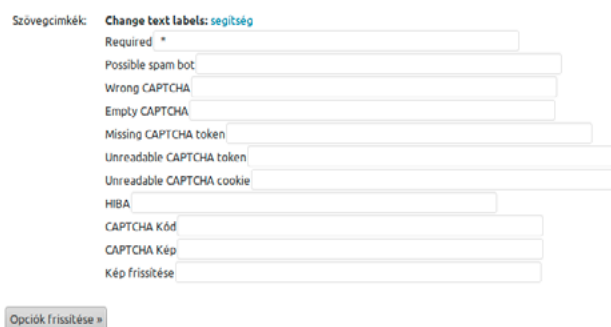 Szövegcimkék: Change text labels: segítség
Required *
Possible spam bot
Wrong CAPTCHA
Empty CAPTCHA
Missing CAPTCHA token
Unreadable CAPTCHA token
Unreadable CAPTCHA cookie
HIBA
CAPTCHA Kód
CAPTCHA Kép
Kép frissítése
Opciók frissítése »